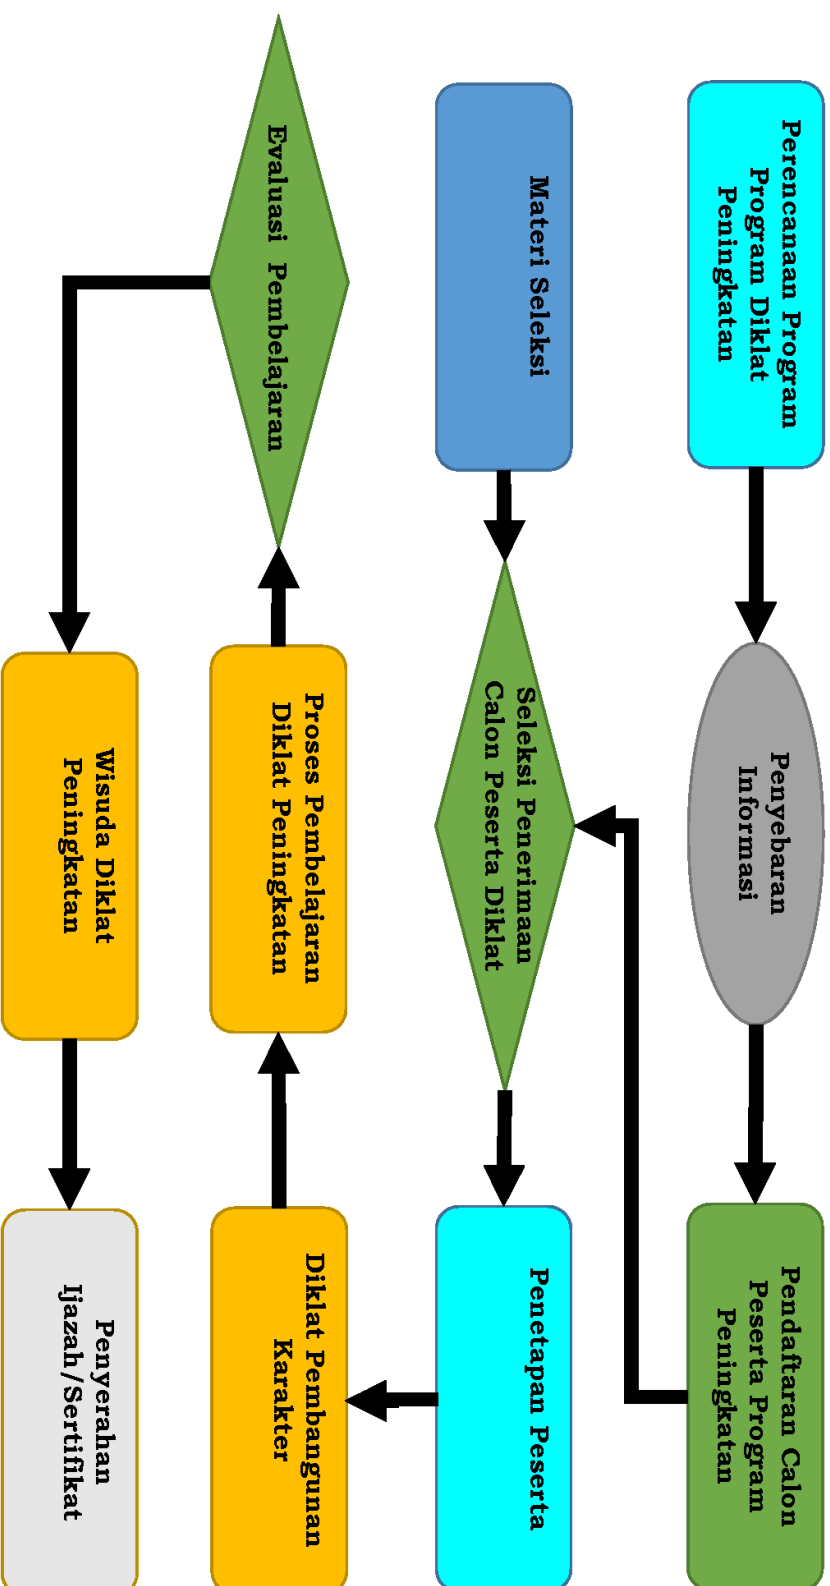 Perencanaan Program
Program Diklat
Peningkatan
Penyebaran
Informasi
Pendaftaran Calon
Peserta Program
Peningkatan
Materi Seleksi
Seleksi Penerimaan
Calon Peserta Diklat
Penetapan Peserta
Evaluasi Pembelajaran
Proses Pembelajaran
Diklat Peningkatan
Diklat Pembangunan
Karakter
Wisuda Diklat
Peningkatan
Penyerahan
Ijazah/Sertifikat